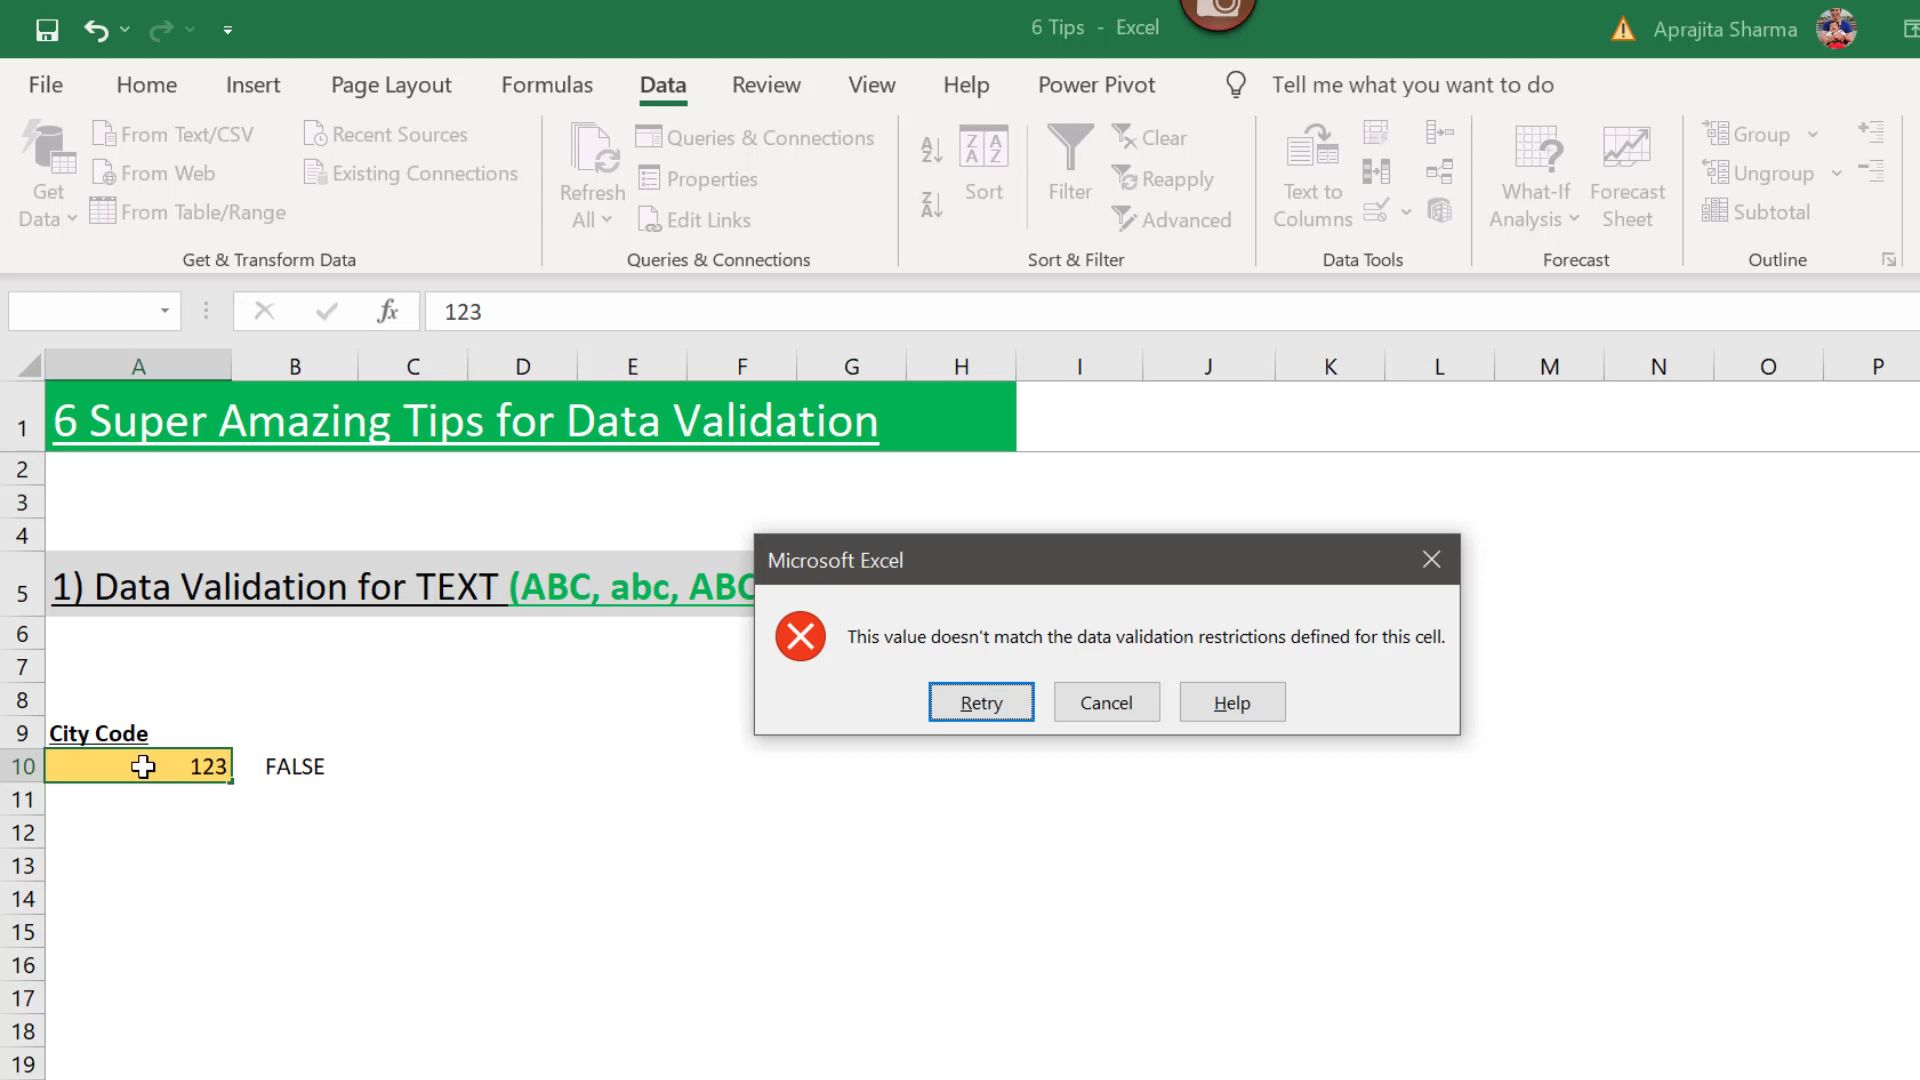 6 Tips - Excel
Aprajita Sharma
File Home Insert Page Layout Formulas Data Review View Help Power Pivot Tell me what you want to do
Get Data
From Text/CSV
From Web
From Table/Range
Recent Sources
Existing Connections
Get & Transform Data
Refresh All
Queries & Connections
Properties
Edit Links
Queries & Connections
Sort
Filter
Clear
Reapply
Advanced
Sort & Filter
Text to Columns
Data Tools
What-If Analysis
Forecast Sheet
Forecast
Group
Ungroup
Subtotal
Outline
fx 123
A B C D E F G H I J K L M N O P
1 6 Super Amazing Tips for Data Validation
2
3
4
5 1) Data Validation for TEXT (ABC, abc, ABC
6
7
8
9 City Code
10 123 FALSE
11
12
13
14
15
16
17
18
19
Microsoft Excel
This value doesn't match the data validation restrictions defined for this cell.
Retry Cancel Help